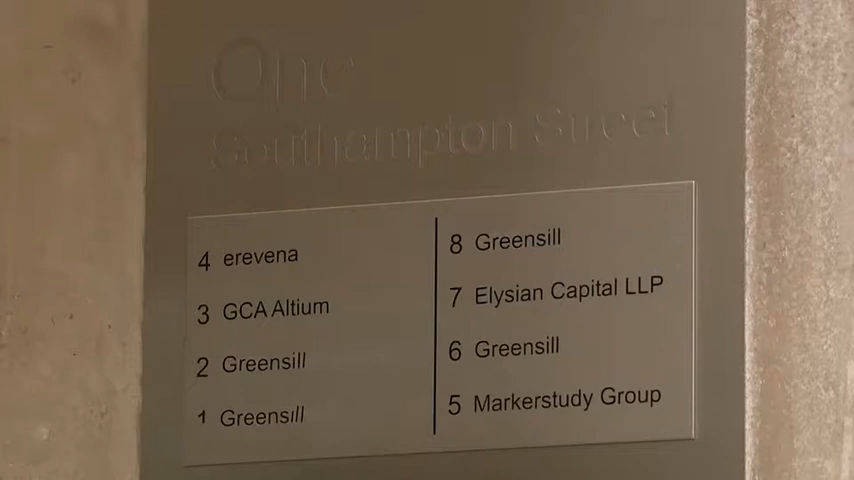 One
Southampton Street
4 erevena
3 GCA Altium
2 Greensill
1 Greensill
8 Greensill
7 Elysian Capital LLP
6 Greensill
5 Markerstudy Group